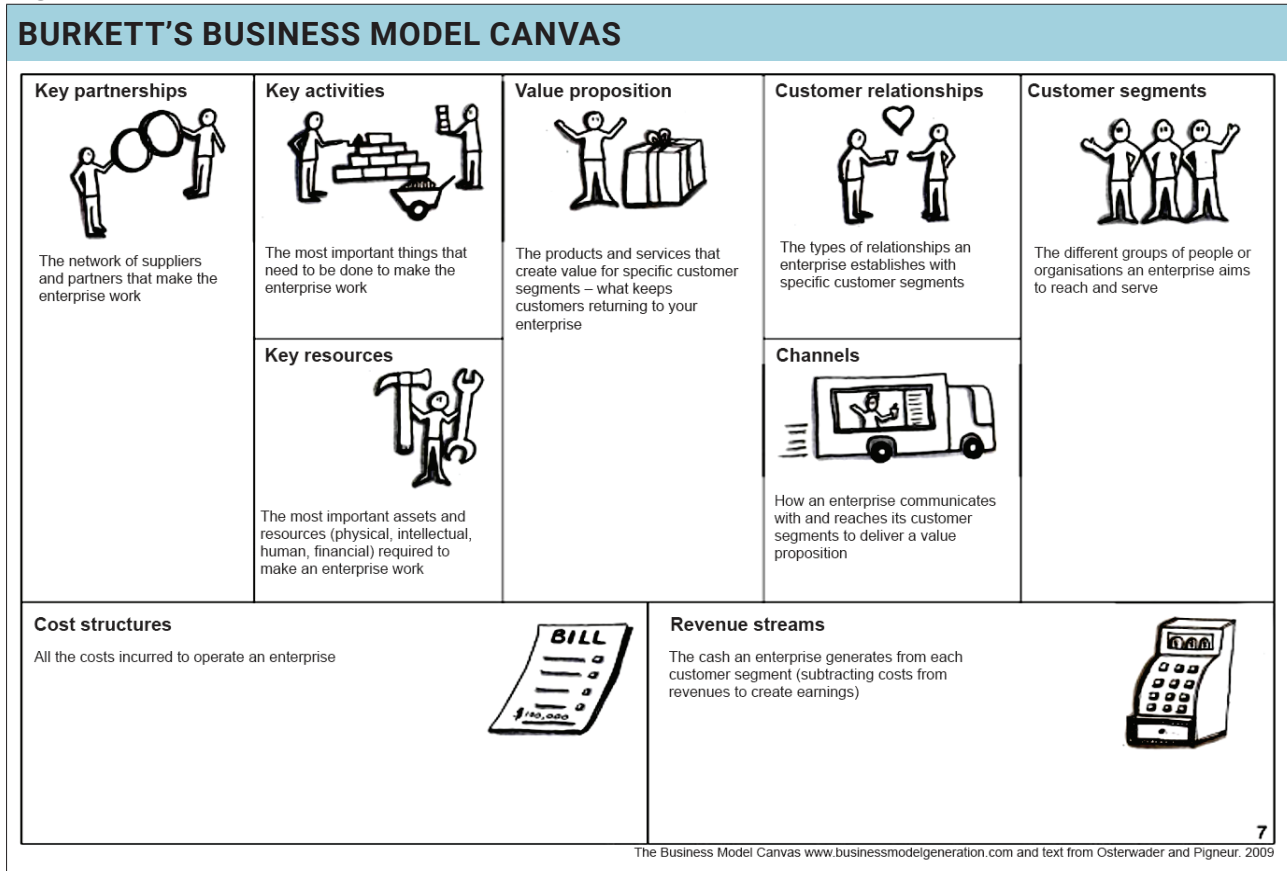 BURKETT'S BUSINESS MODEL CANVAS
Key partnerships
The network of suppliers
and partners that make the
enterprise work
Key activities
The most important things that
need to be done to make the
enterprise work
Key resources
The most important assets and
resources (physical, intellectual,
human, financial) required to
make an enterprise work
Value proposition
The products and services that
create value for specific customer
segments – what keeps
customers returning to your
enterprise
Customer relationships
The types of relationships an
enterprise establishes with
specific customer segments
Channels
How an enterprise communicates
with and reaches its customer
segments to deliver a value
proposition
Customer segments
The different groups of people or
organisations an enterprise aims
to reach and serve
Cost structures
All the costs incurred to operate an enterprise
BILL
Revenue streams
The cash an enterprise generates from each
customer segment (subtracting costs from
revenues to create earnings)
7
The Business Model Canvas www.businessmodelgeneration.com and text from Osterwader and Pigneur. 2009